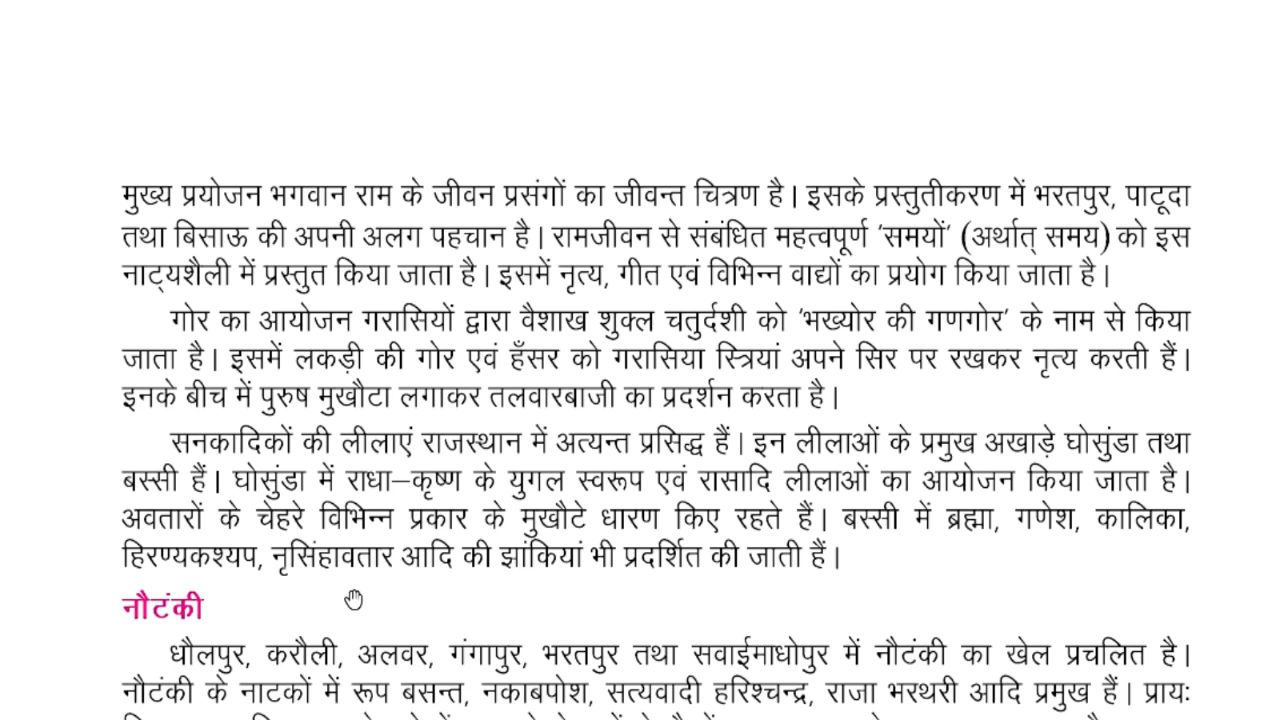 मुख्य प्रयोजन भगवान राम के जीवन प्रसंगों का जीवन्त चित्रण है। इसके प्रस्तुतीकरण में भरतपुर, पाटूदा
तथा बिसाऊ की अपनी अलग पहचान है। रामजीवन से संबंधित महत्वपूर्ण 'समयों' (अर्थात् समय) को इस
नाट्यशैली में प्रस्तुत किया जाता है। इसमें नृत्य, गीत एवं विभिन्न वाद्यों का प्रयोग किया जाता है।
गोर का आयोजन गरासियों द्वारा वैशाख शुक्ल चतुर्दशी को 'भख्योर की गणगोर' के नाम से किया
जाता है। इसमें लकड़ी की गोर एवं हँसर को गरासिया स्त्रियां अपने सिर पर रखकर नृत्य करती हैं।
इनके बीच में पुरुष मुखौटा लगाकर तलवारबाजी का प्रदर्शन करता है।
सनकादिकों की लीलाएं राजस्थान में अत्यन्त प्रसिद्ध हैं। इन लीलाओं के प्रमुख अखाड़े घोसुंडा तथा
बस्सी हैं। घोसुंडा में राधा–कृष्ण के युगल स्वरूप एवं रासादि लीलाओं का आयोजन किया जाता है।
अवतारों के चेहरे विभिन्न प्रकार के मुखौटे धारण किए रहते हैं। बस्सी में ब्रह्मा, गणेश, कालिका,
हिरण्यकश्यप, नृसिंहावतार आदि की झांकियां भी प्रदर्शित की जाती हैं।
नौटंकी
धौलपुर, करौली, अलवर, गंगापुर, भरतपुर तथा सवाईमाधोपुर में नौटंकी का खेल प्रचलित है।
नौटंकी के नाटकों में रूप बसन्त, नकाबपोश, सत्यवादी हरिश्चन्द्र, राजा भरथरी आदि प्रमुख हैं। प्रायः